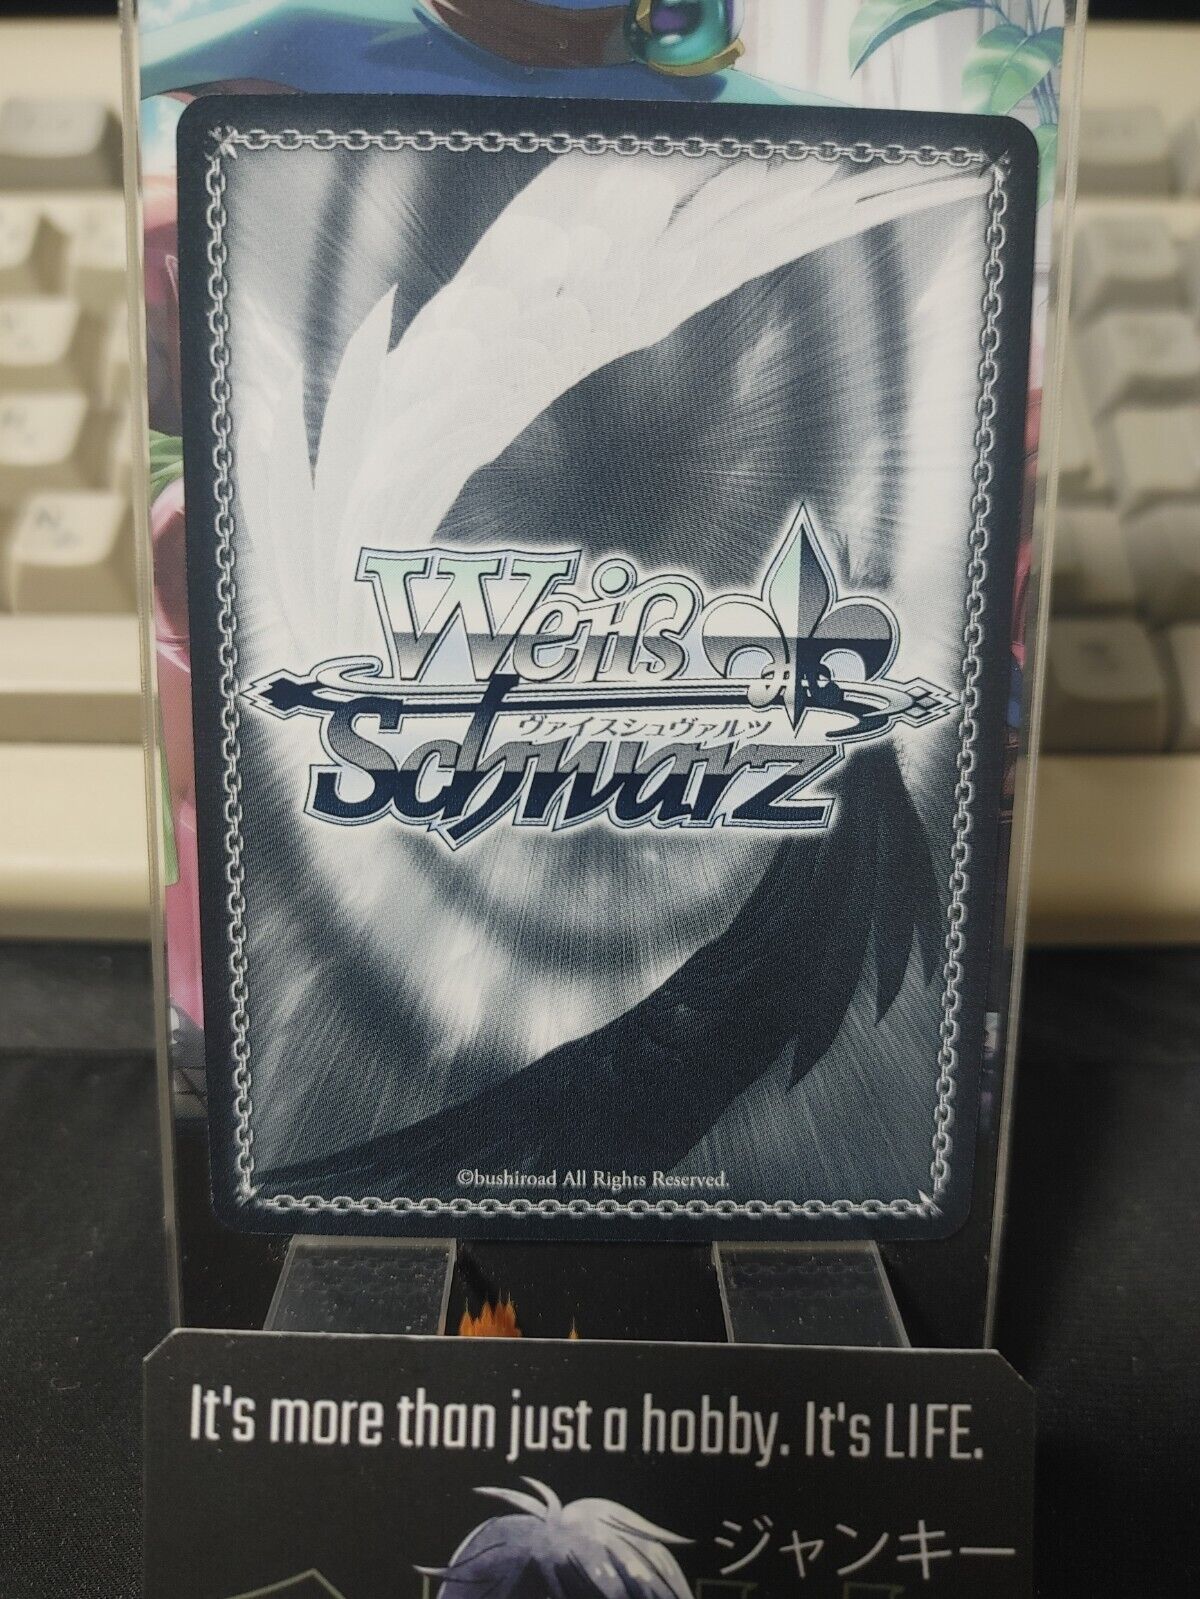 Weiß
ヴァイスシュヴァルツ
Schwarz
©bushiroad All Rights Reserved.
It's more than just a hobby. It's LIFE.
ジャンキー